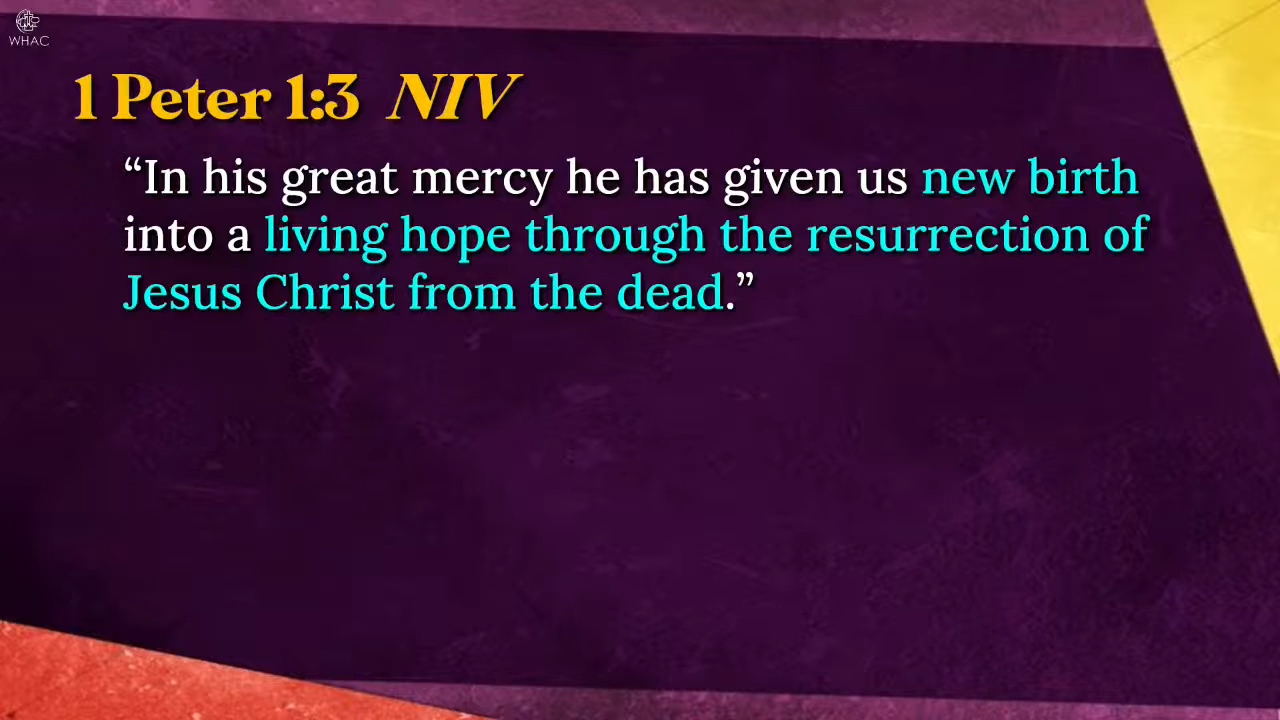 WHAC
1 Peter 1:3 NIV
“In his great mercy he has given us new birth
into a living hope through the resurrection of
Jesus Christ from the dead.”